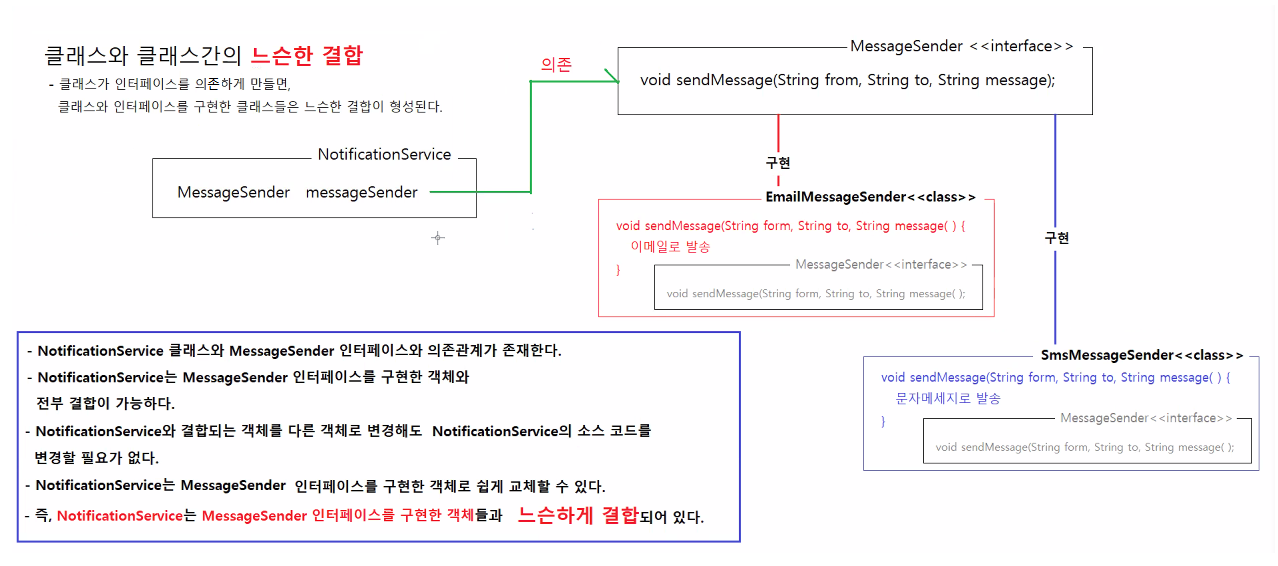 클래스와 클래스간의 느슨한 결합
- 클래스가 인터페이스를 의존하게 만들면,
클래스와 인터페이스를 구현한 클래스들은 느슨한 결합이 형성된다.
NotificationService
MessageSender messageSender
의존
MessageSender <<interface>>
void sendMessage(String from, String to, String message);
구현
EmailMessageSender<<class>>
void sendMessage(String form, String to, String message( ) {
이메일로 발송
}
MessageSender<<interface>>
void sendMessage(String form, String to, String message( );
구현
SmsMessageSender<<class>>
void sendMessage(String form, String to, String message( ) {
문자메세지로 발송
}
MessageSender<<interface>>
void sendMessage(String form, String to, String message( );
- NotificationService 클래스와 MessageSender 인터페이스와 의존관계가 존재한다.
- NotificationService는 MessageSender 인터페이스를 구현한 객체와
전부 결합이 가능하다.
- NotificationService와 결합되는 객체를 다른 객체로 변경해도 NotificationService의 소스 코드를
변경할 필요가 없다.
- NotificationService는 MessageSender 인터페이스를 구현한 객체로 쉽게 교체할 수 있다.
- 즉, NotificationService는 MessageSender 인터페이스를 구현한 객체들과 느슨하게 결합되어 있다.